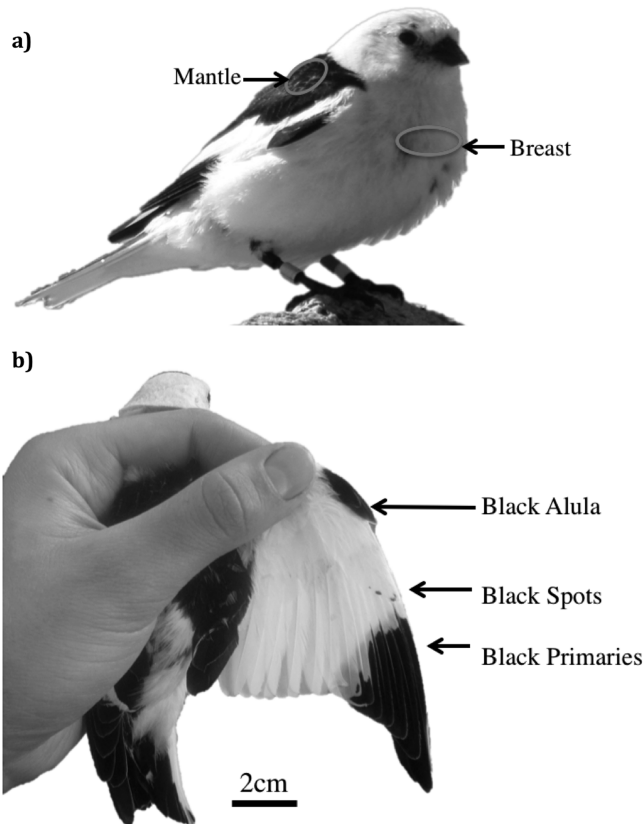 a)
Mantle
Breast
b)
Black Alula
Black Spots
Black Primaries
2cm